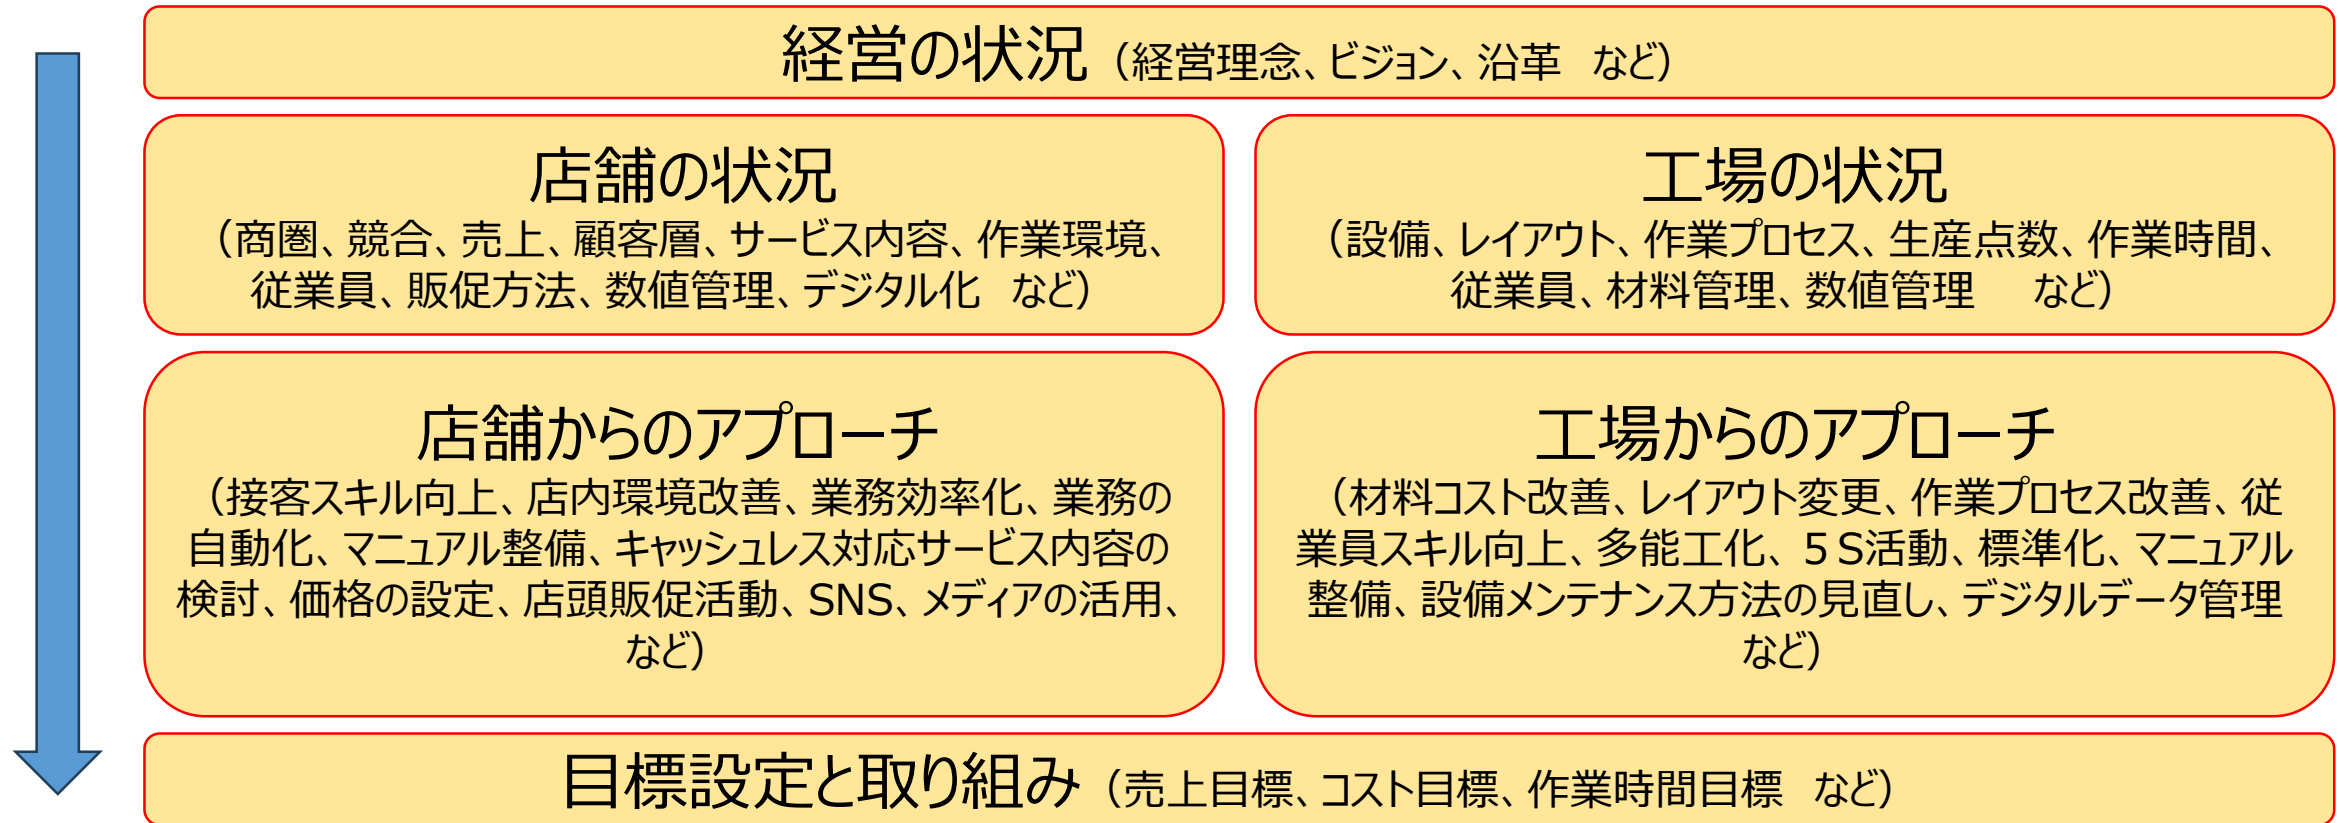 経営の状況（経営理念、ビジョン、沿革　など）
店舗の状況
（商圏、競合、売上、顧客層、サービス内容、作業環境、
従業員、販促方法、数値管理、デジタル化　など）
工場の状況
（設備、レイアウト、作業プロセス、生産点数、作業時間、
従業員、材料管理、数値管理　など）
店舗からのアプローチ
（接客スキル向上、店内環境改善、業務効率化、業務の
自動化、マニュアル整備、キャッシュレス対応サービス内容の
検討、価格の設定、店頭販促活動、SNS、メディアの活用、
など）
工場からのアプローチ
（材料コスト改善、レイアウト変更、作業プロセス改善、従
業員スキル向上、多能工化、５S活動、標準化、マニュアル
整備、設備メンテナンス方法の見直し、デジタルデータ管理
など）
目標設定と取り組み（売上目標、コスト目標、作業時間目標　など）